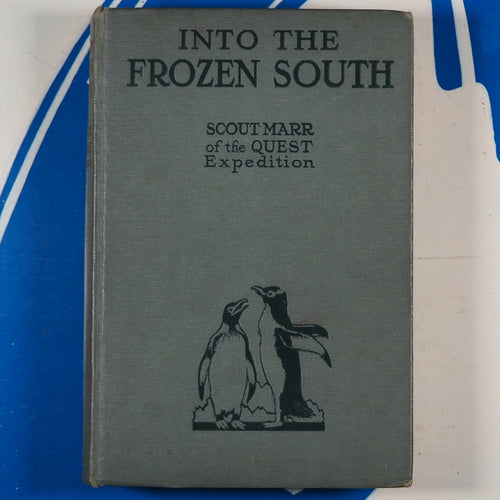 INTO THE
FROZEN SOUTH
SCOUT MARR
of the QUEST
Expedition